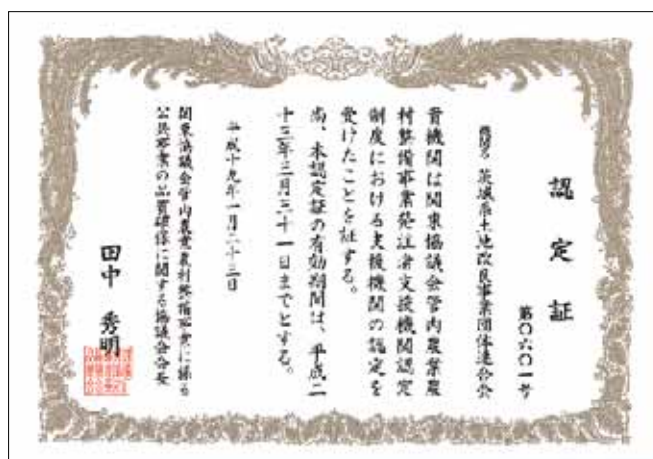 認定証
第〇六〇一号
機関名 茨城県土地改良事業団体連合会
貴機関は関東協議会管内農業農
村整備事業発注者支援機関認定
制度における支援機関の認定を
受けたことを証する。
尚、本認定証の有効期間は、平成二
十三年三月三十一日までとする。
平成十九年一月二十三日
関東協議会管内農業農村整備事業に係る
公共事業の品質確保に関する協議会会長
田中 秀明